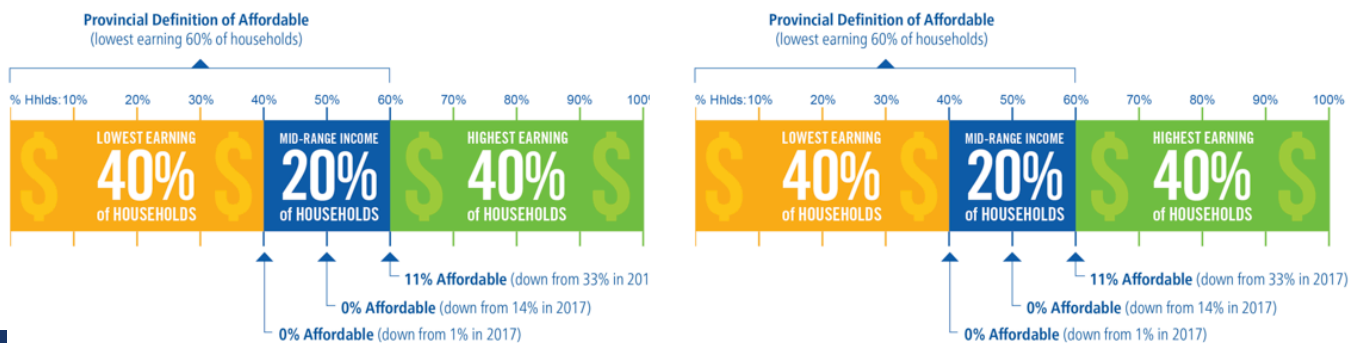 Provincial Definition of Affordable
(lowest earning 60% of households)
% Hhlds: 10% 20% 30% 40% 50% 60% 70% 80% 90% 100%
LOWEST EARNING
40%
of HOUSEHOLDS
MID-RANGE INCOME
20%
of HOUSEHOLDS
HIGHEST EARNING
40%
of HOUSEHOLDS
11% Affordable (down from 33% in 201
0% Affordable (down from 14% in 2017)
0% Affordable (down from 1% in 2017)
Provincial Definition of Affordable
(lowest earning 60% of households)
% Hhlds: 10% 20% 30% 40% 50% 60% 70% 80% 90% 100%
LOWEST EARNING
40%
of HOUSEHOLDS
MID-RANGE INCOME
20%
of HOUSEHOLDS
HIGHEST EARNING
40%
of HOUSEHOLDS
11% Affordable (down from 33% in 2017)
0% Affordable (down from 14% in 2017)
0% Affordable (down from 1% in 2017)